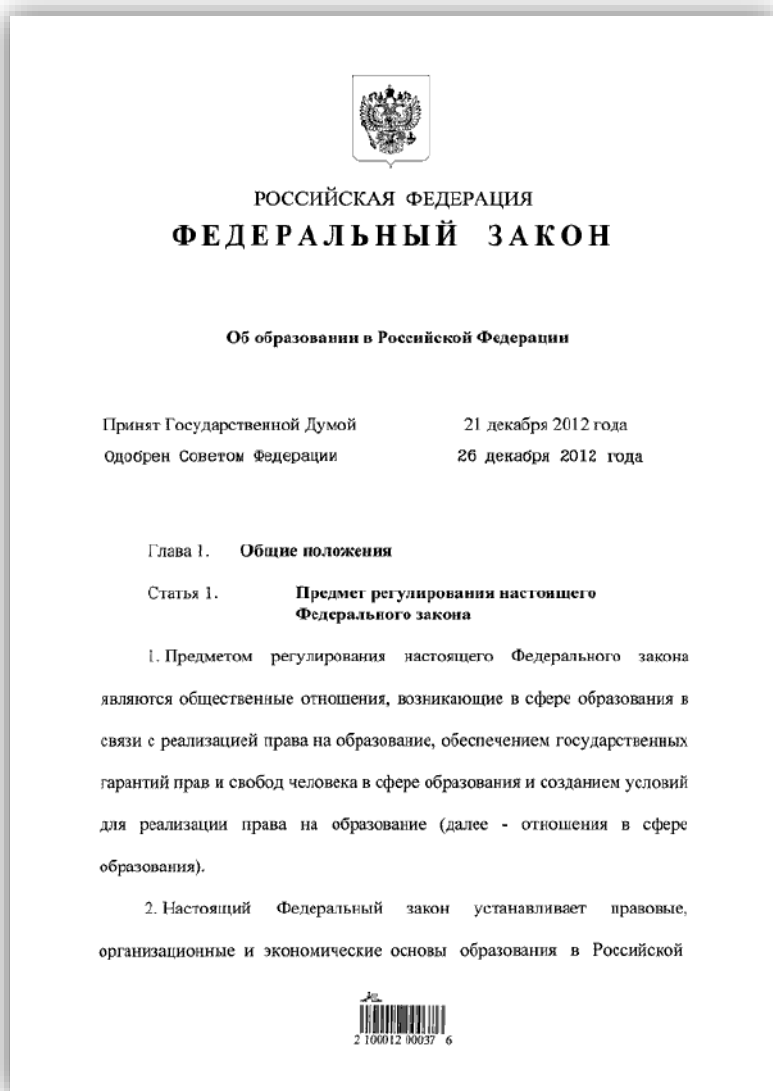 РОССИЙСКАЯ ФЕДЕРАЦИЯ
ФЕДЕРАЛЬНЫЙ ЗАКОН
Об образовании в Российской Федерации
Принят Государственной Думой 21 декабря 2012 года
Одобрен Советом Федерации 26 декабря 2012 года
Глава 1. Общие положения
Статья 1. Предмет регулирования настоящего
Федерального закона
1. Предметом регулирования настоящего Федерального закона
являются общественные отношения, возникающие в сфере образования в
связи с реализацией права на образование, обеспечением государственных
гарантий прав и свобод человека в сфере образования и созданием условий
для реализации права на образование (далее - отношения в сфере
образования).
2. Настоящий Федеральный закон устанавливает правовые,
организационные и экономические основы образования в Российской
2 100012 00037 6